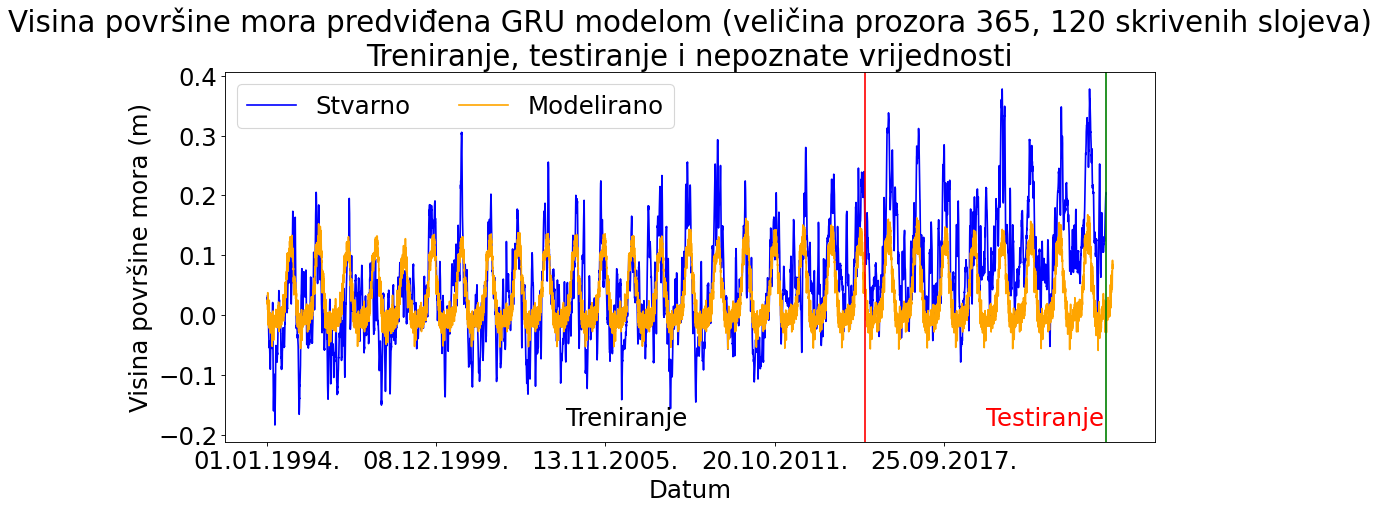 Visina površine mora predviđena GRU modelom (veličina prozora 365, 120 skrivenih slojeva)
Treniranje, testiranje i nepoznate vrijednosti
Stvarno
Modelirano
Visina površine mora (m)
0.4
0.3
0.2
0.1
0.0
−0.1
−0.2
Treniranje
Testiranje
01.01.1994.
08.12.1999.
13.11.2005.
20.10.2011.
25.09.2017.
Datum